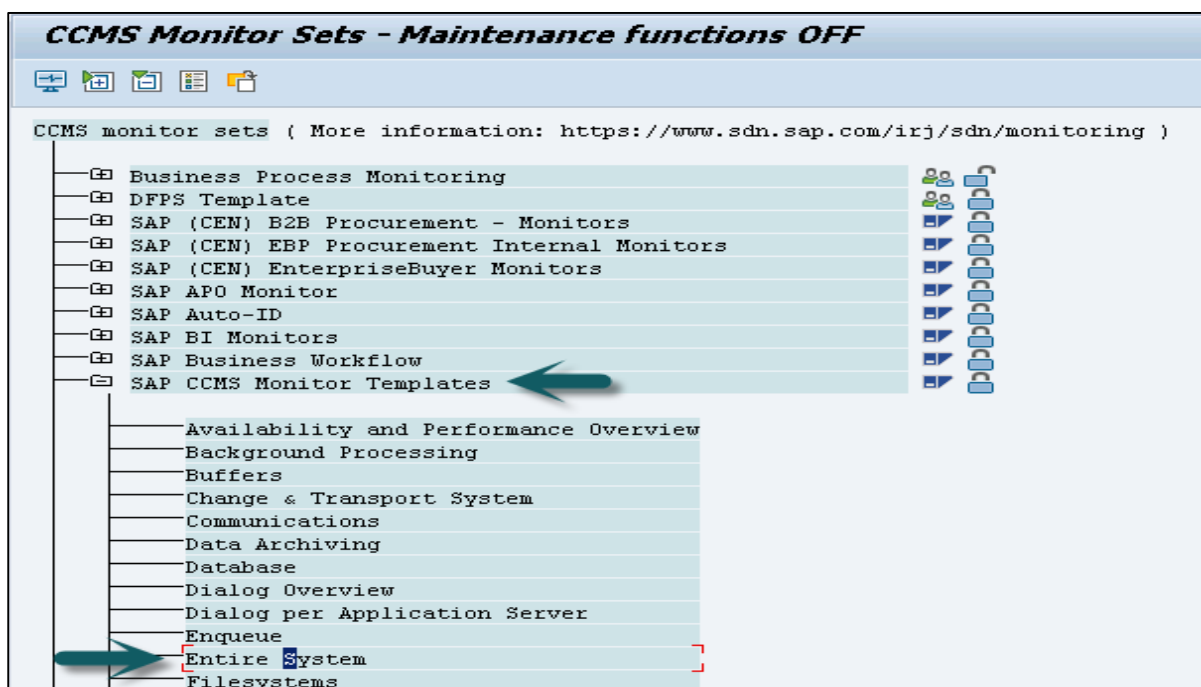 CCMS Monitor Sets - Maintenance functions OFF
CCMS monitor sets ( More information: https://www.sdn.sap.com/irj/sdn/monitoring )
Business Process Monitoring
DFPS Template
SAP (CEN) B2B Procurement - Monitors
SAP (CEN) EBP Procurement Internal Monitors
SAP (CEN) EnterpriseBuyer Monitors
SAP APO Monitor
SAP Auto-ID
SAP BI Monitors
SAP Business Workflow
SAP CCMS Monitor Templates
Availability and Performance Overview
Background Processing
Buffers
Change & Transport System
Communications
Data Archiving
Database
Dialog Overview
Dialog per Application Server
Enqueue
Entire System
Filesystems